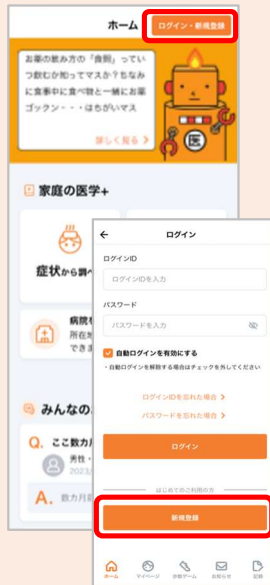 ホーム
ログイン・新規登録
お薬の飲み方の「食間」ってい
つ飲むか知ってマスか？ちなみ
に食事中に食べ物と一緒にお薬
ゴックン・・・はちがいマス
詳しく見る
医
家庭の医学+
症状から調べ
病院
所在地
できま
みんなの
Q. ここ数カ月
男性・
2023/
A. 数カ月前
ログイン
ログインID
ログインIDを入力
パスワード
パスワードを入力
自動ログインを有効にする
・自動ログインを解除する場合はチェックを外してください
ログインIDを忘れた場合
パスワードを忘れた場合
ログイン
はじめてのご利用の方
新規登録
ホーム
マイページ
お知らせ
記録